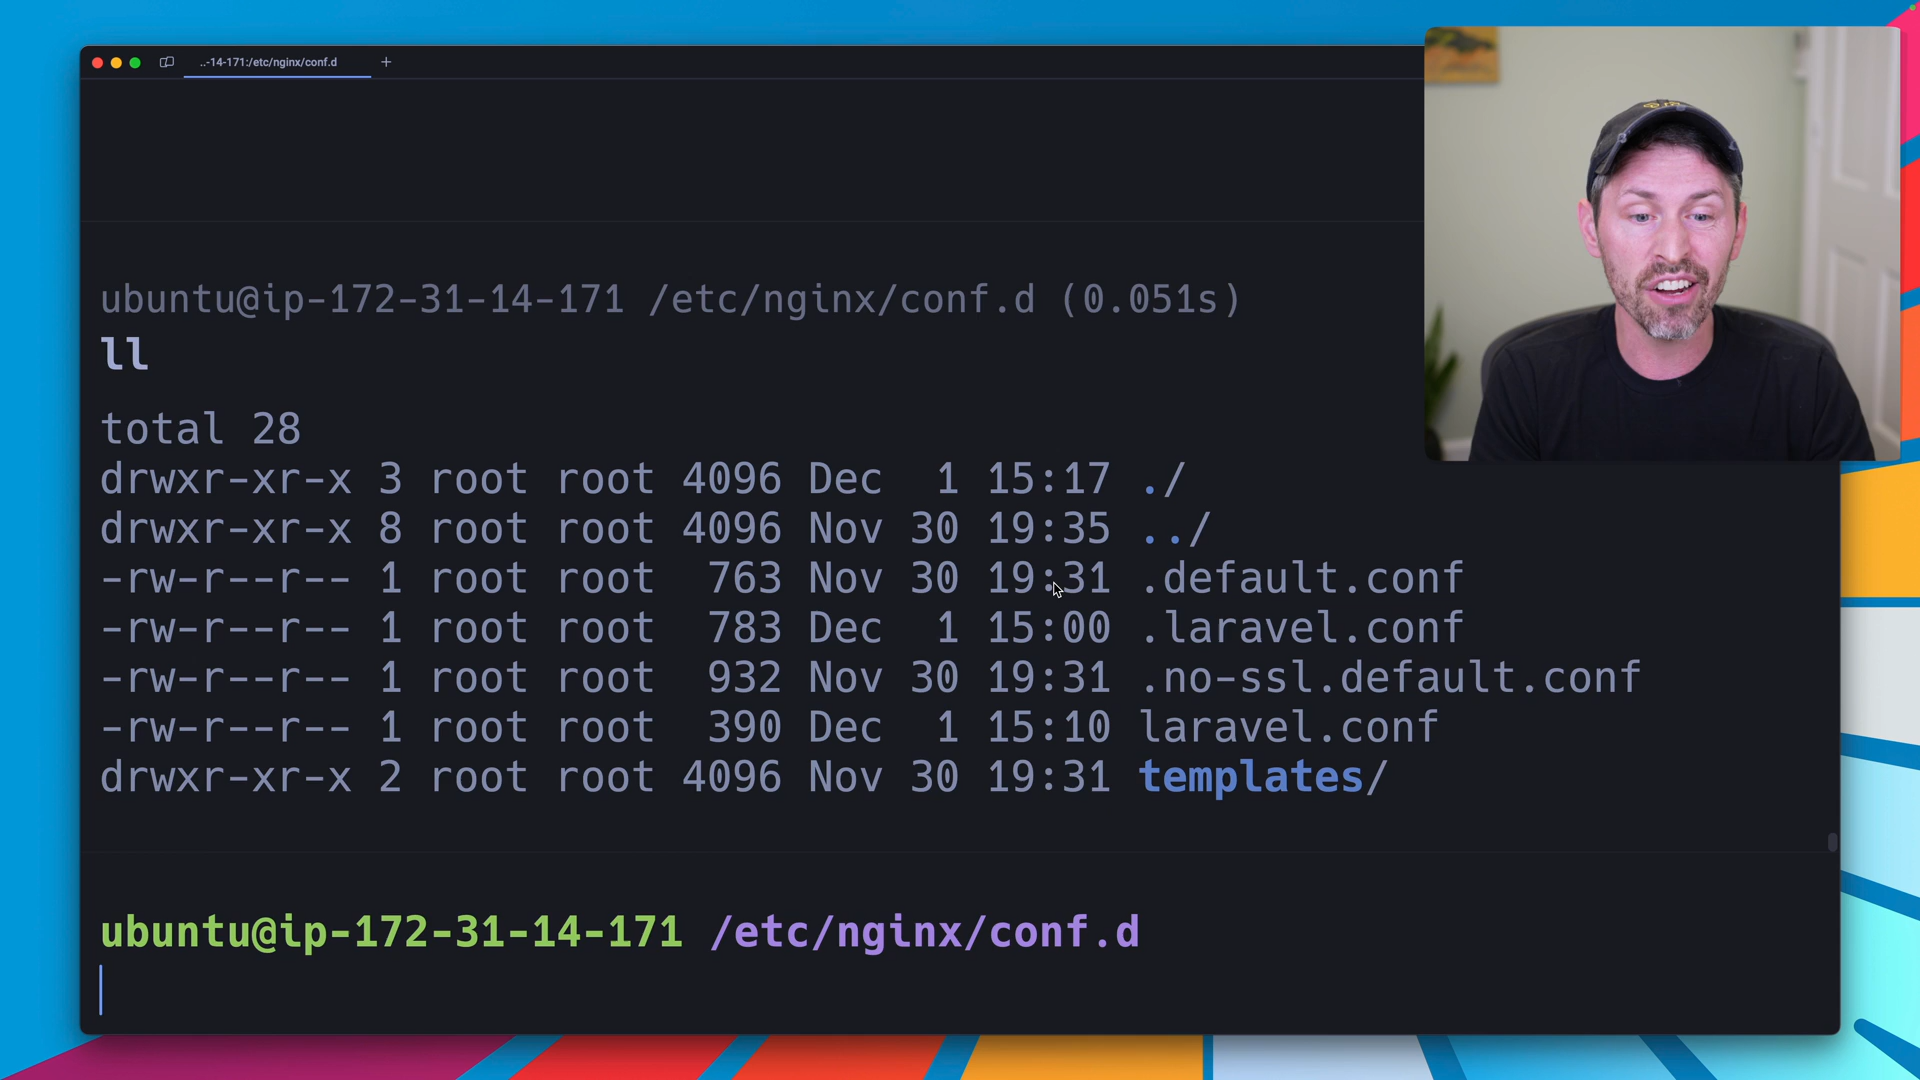 ..-14-171:/etc/nginx/conf.d
ubuntu@ip-172-31-14-171 /etc/nginx/conf.d (0.051s)
ll
total 28
drwxr-xr-x 3 root root 4096 Dec  1 15:17 ./
drwxr-xr-x 8 root root 4096 Nov 30 19:35 ../
-rw-r--r-- 1 root root  763 Nov 30 19:31 .default.conf
-rw-r--r-- 1 root root  783 Dec  1 15:00 .laravel.conf
-rw-r--r-- 1 root root  932 Nov 30 19:31 .no-ssl.default.conf
-rw-r--r-- 1 root root  390 Dec  1 15:10 laravel.conf
drwxr-xr-x 2 root root 4096 Nov 30 19:31 templates/
ubuntu@ip-172-31-14-171 /etc/nginx/conf.d